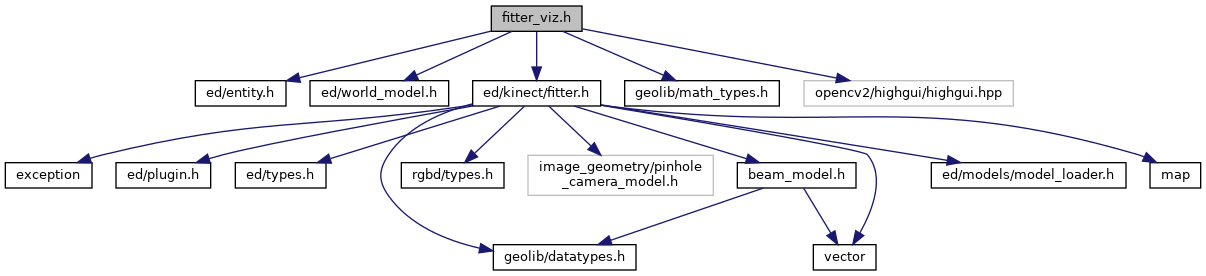 fitter_viz.h
ed/entity.h
ed/world_model.h
ed/kinect/fitter.h
geolib/math_types.h
opencv2/highgui/highgui.hpp
exception
ed/plugin.h
ed/types.h
rgbd/types.h
image_geometry/pinhole
_camera_model.h
beam_model.h
ed/models/model_loader.h
map
geolib/datatypes.h
vector